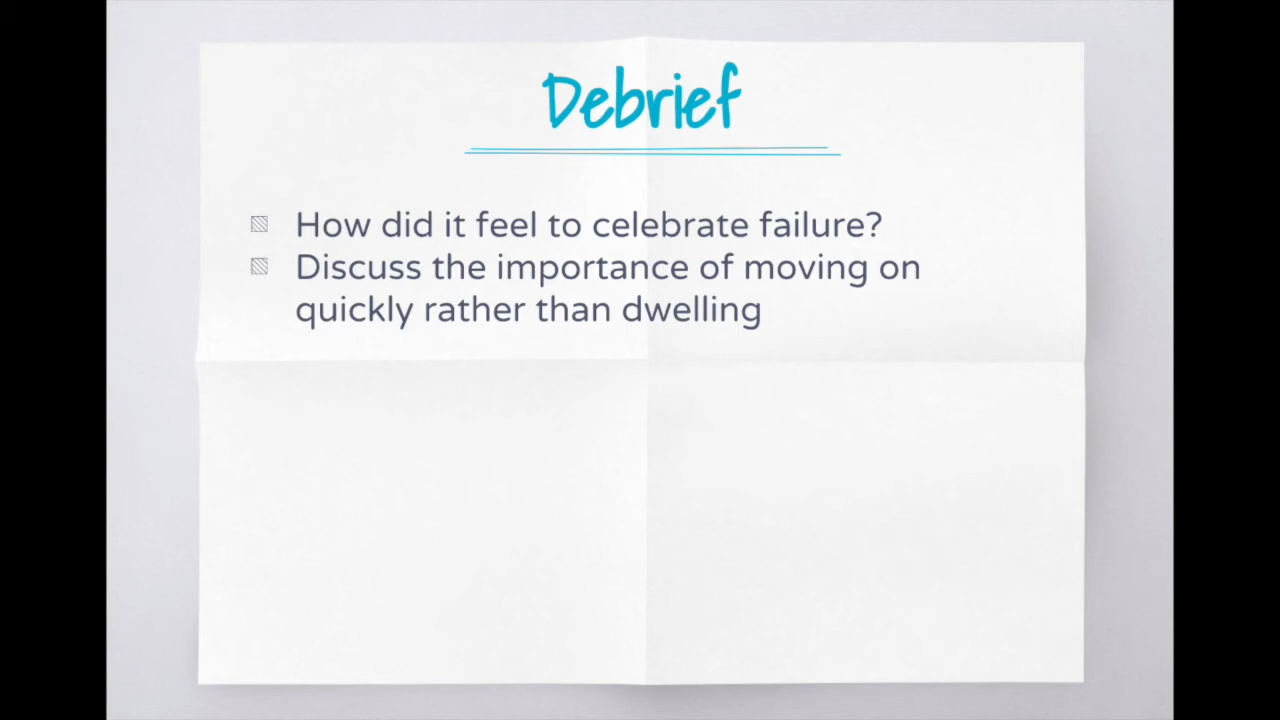 Debrief
How did it feel to celebrate failure?
Discuss the importance of moving on
quickly rather than dwelling